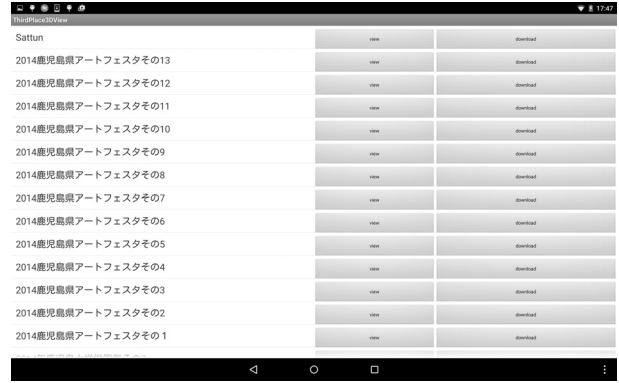 17:47
ThirdPlace3DView
Sattun view download
2014鹿児島県アートフェスタその13 view download
2014鹿児島県アートフェスタその12 view download
2014鹿児島県アートフェスタその11 view download
2014鹿児島県アートフェスタその10 view download
2014鹿児島県アートフェスタその9 view download
2014鹿児島県アートフェスタその8 view download
2014鹿児島県アートフェスタその7 view download
2014鹿児島県アートフェスタその6 view download
2014鹿児島県アートフェスタその5 view download
2014鹿児島県アートフェスタその4 view download
2014鹿児島県アートフェスタその3 view download
2014鹿児島県アートフェスタその2 view download
2014鹿児島県アートフェスタその１ view download